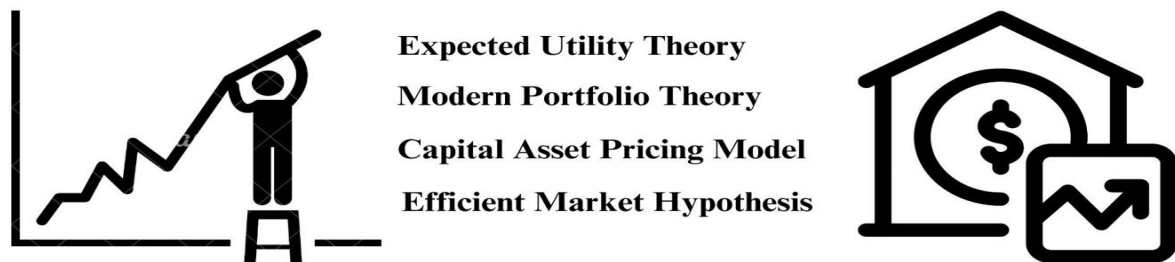 Expected Utility Theory
Modern Portfolio Theory
Capital Asset Pricing Model
Efficient Market Hypothesis
$